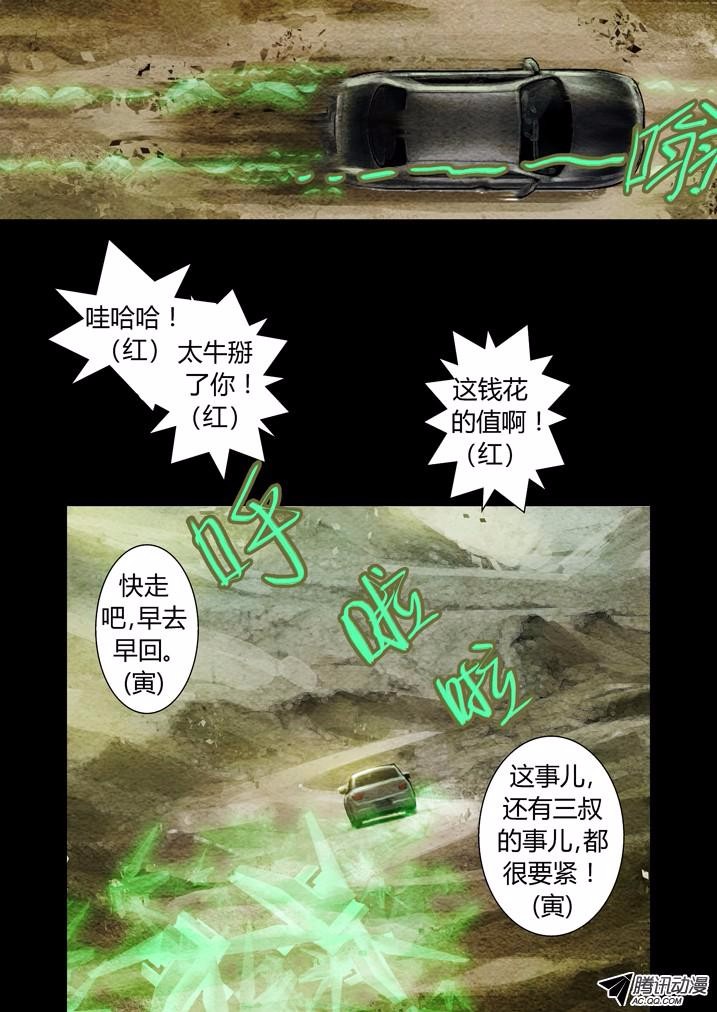 嗡
哇哈哈！
（红）
太牛掰
了你！
（红）
这钱花
的值啊！
（红）
呼
啦
啦
快走
吧,早去
早回。
(寅)
这事儿,
还有三叔
的事儿,都
很要紧！
(寅)
腾讯动漫
AC.QQ.COM